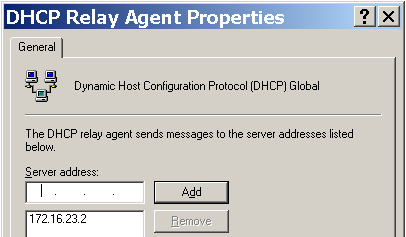 DHCP Relay Agent Properties
General
Dynamic Host Configuration Protocol (DHCP) Global
The DHCP relay agent sends messages to the server addresses listed
below.
Server address:
. . . Add
172.16.23.2 Remove